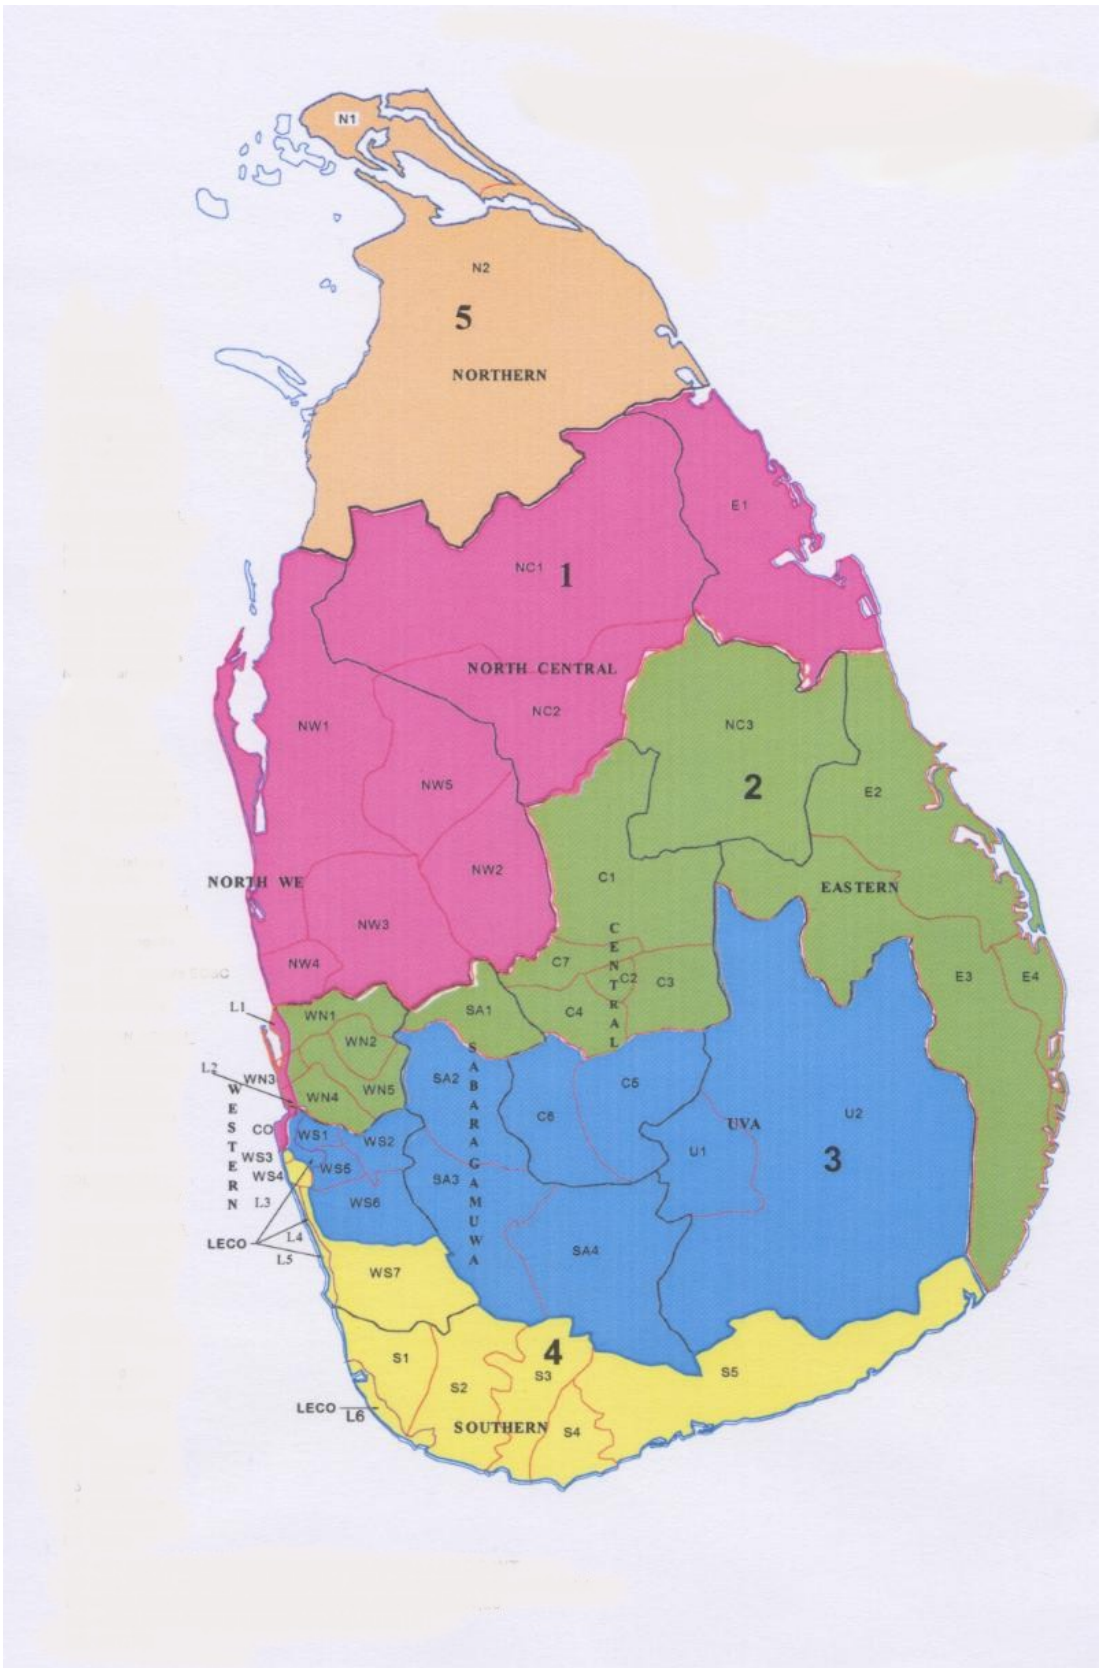 N1
N2
5
NORTHERN
E1
NC1
1
NORTH CENTRAL
NC2
NW1
NC3
NW5
2
E2
NW2
C1
NORTH WE
EASTERN
NW3
CENTRAL
NW4
C7
C2
C3
E3
E4
L1
WN1
SA1
C4
WN2
L2
WN3
WN4
WN5
WESTERN
SABARAGAMUWA
SA2
C5
C6
UVA
U2
CO
WS1
WS2
U1
3
WS3
WS4
WS5
SA3
L3
WS6
LECO
L4
L5
SA4
WS7
4
S1
S2
S3
S5
LECO
L6
SOUTHERN
S4